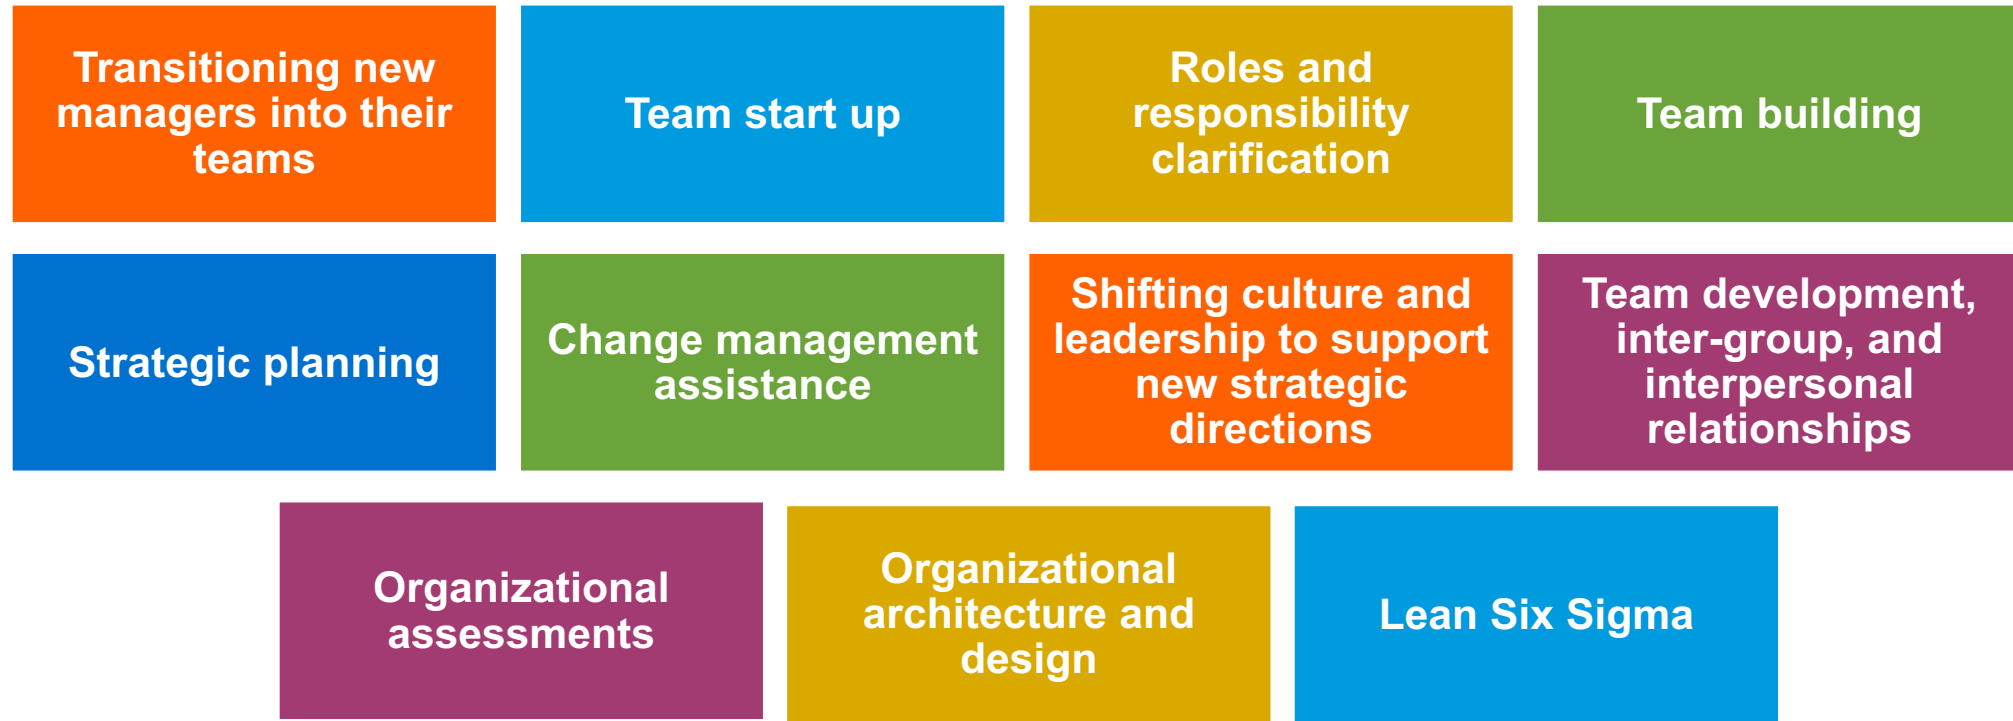 Transitioning new
managers into their
teams
Team start up
Roles and
responsibility
clarification
Team building
Strategic planning
Change management
assistance
Shifting culture and
leadership to support
new strategic
directions
Team development,
inter-group, and
interpersonal
relationships
Organizational
assessments
Organizational
architecture and
design
Lean Six Sigma